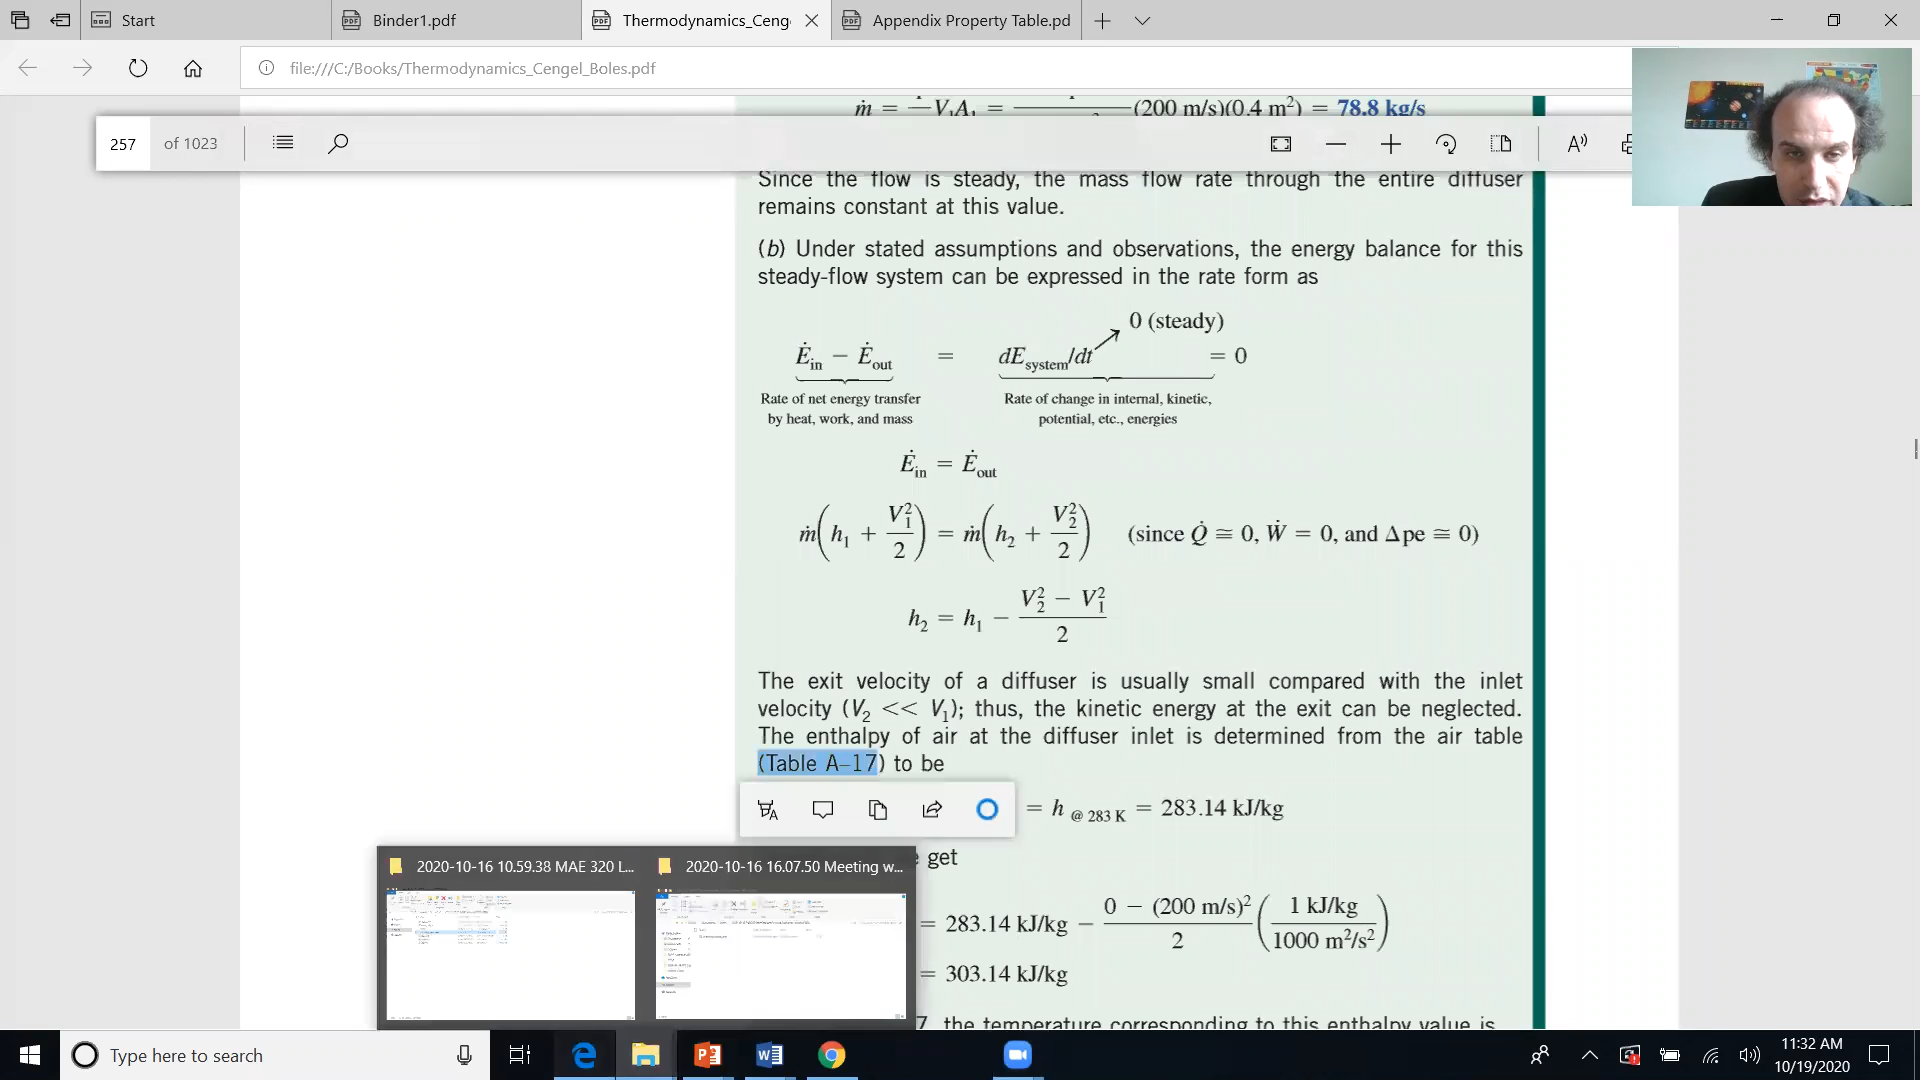 Start
Binder1.pdf
Thermodynamics_Ceng
Appendix Property Table.pd
file:///C:/Books/Thermodynamics_Cengel_Boles.pdf
ṁ = V₁A₁ = (200 m/s)(0.4 m²) = 78.8 kg/s
257 of 1023
Since the flow is steady, the mass flow rate through the entire diffuser
remains constant at this value.
(b) Under stated assumptions and observations, the energy balance for this
steady-flow system can be expressed in the rate form as
0 (steady)
Ė_in − Ė_out = dE_system/dt = 0
Rate of net energy transfer
by heat, work, and mass
Rate of change in internal, kinetic,
potential, etc., energies
Ė_in = Ė_out
ṁ(h₁ + V₁²/2) = ṁ(h₂ + V₂²/2) (since Q̇ ≅ 0, Ẇ = 0, and Δpe ≅ 0)
h₂ = h₁ − (V₂² − V₁²)/2
The exit velocity of a diffuser is usually small compared with the inlet
velocity (V₂ << V₁); thus, the kinetic energy at the exit can be neglected.
The enthalpy of air at the diffuser inlet is determined from the air table
(Table A–17) to be
= h @ 283 K = 283.14 kJ/kg
get
= 283.14 kJ/kg − (0 − (200 m/s)²)/2 (1 kJ/kg / 1000 m²/s²)
= 303.14 kJ/kg
7, the temperature corresponding to this enthalpy value is
2020-10-16 10.59.38 MAE 320 L...
2020-10-16 16.07.50 Meeting w...
Type here to search
11:32 AM
10/19/2020